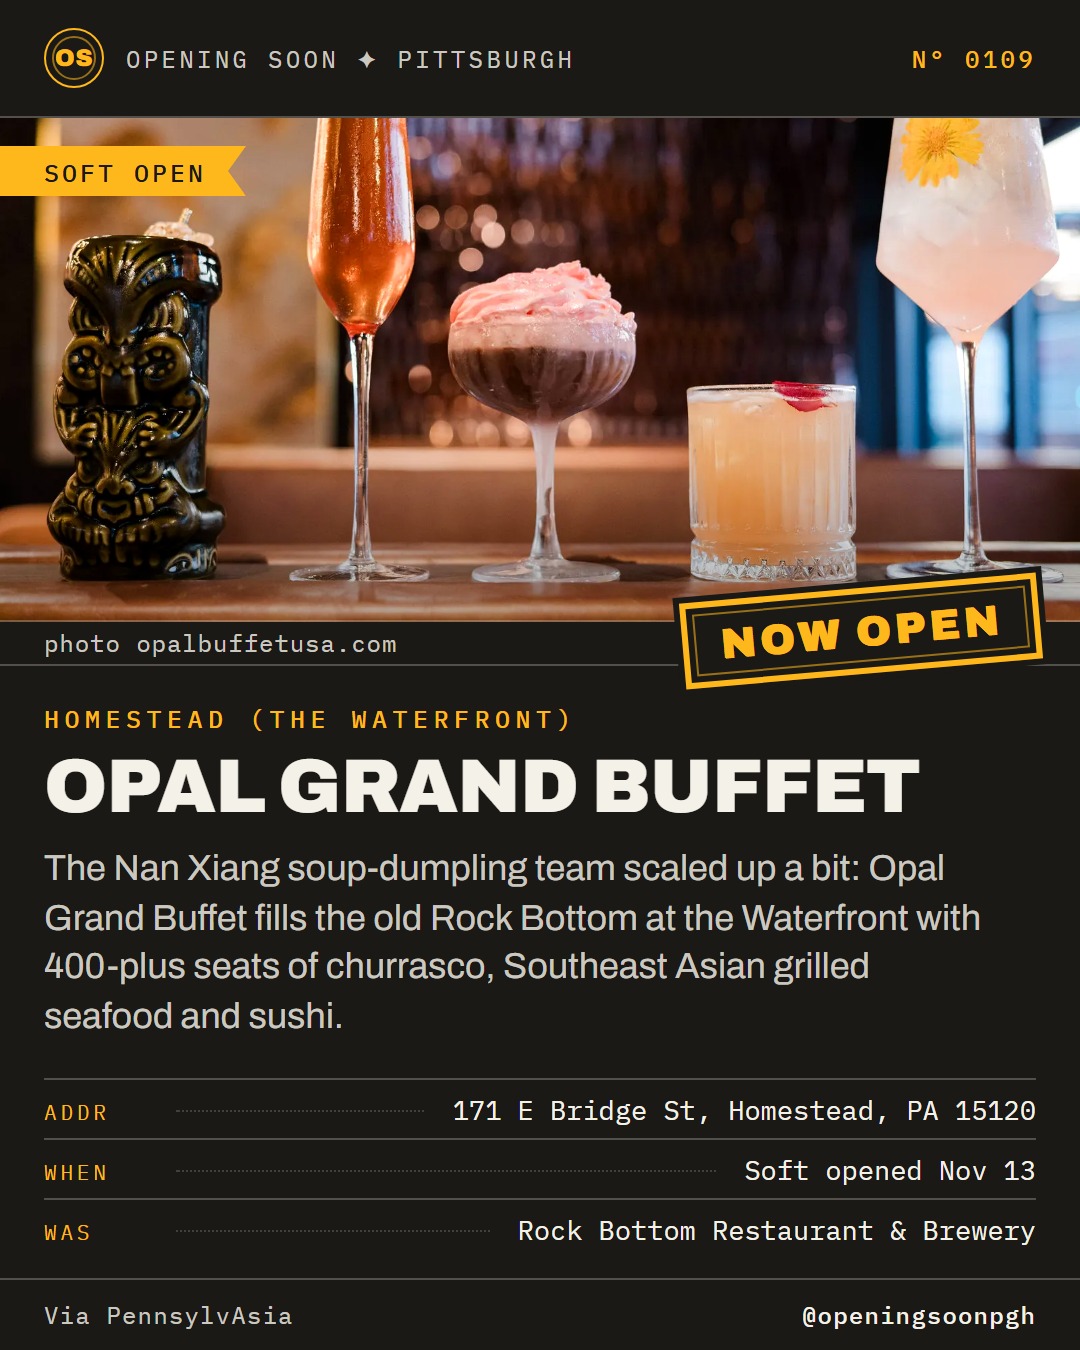 OS
OPENING SOON ✦ PITTSBURGH
N° 0109
SOFT OPEN
photo opalbuffetusa.com
NOW OPEN
HOMESTEAD (THE WATERFRONT)
OPAL GRAND BUFFET
The Nan Xiang soup-dumpling team scaled up a bit: Opal
Grand Buffet fills the old Rock Bottom at the Waterfront with
400-plus seats of churrasco, Southeast Asian grilled
seafood and sushi.
ADDR 171 E Bridge St, Homestead, PA 15120
WHEN Soft opened Nov 13
WAS Rock Bottom Restaurant & Brewery
Via PennsylvAsia
@openingsoonpgh